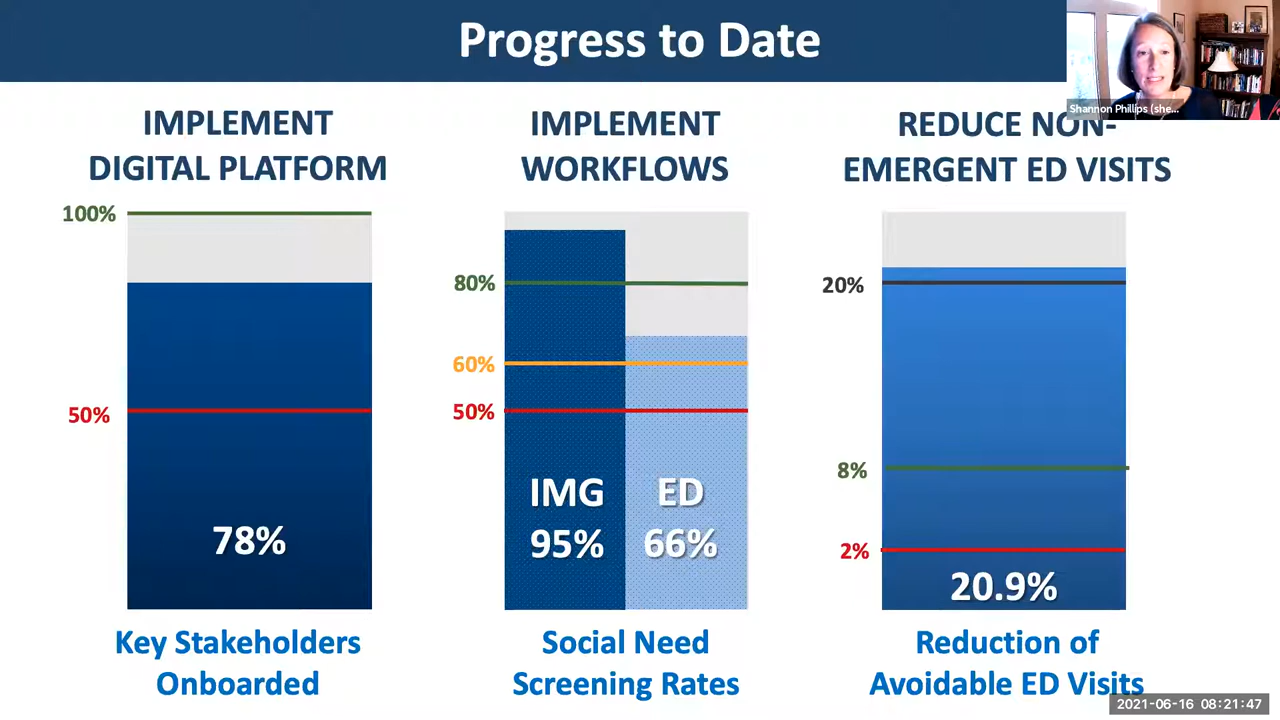 Progress to Date
Shannon Phillips (she...
IMPLEMENT
DIGITAL PLATFORM
100%
50%
78%
Key Stakeholders
Onboarded
IMPLEMENT
WORKFLOWS
80%
60%
50%
IMG
95%
ED
66%
Social Need
Screening Rates
REDUCE NON-
EMERGENT ED VISITS
20%
8%
2%
20.9%
Reduction of
Avoidable ED Visits
2021-06-16 08:21:47